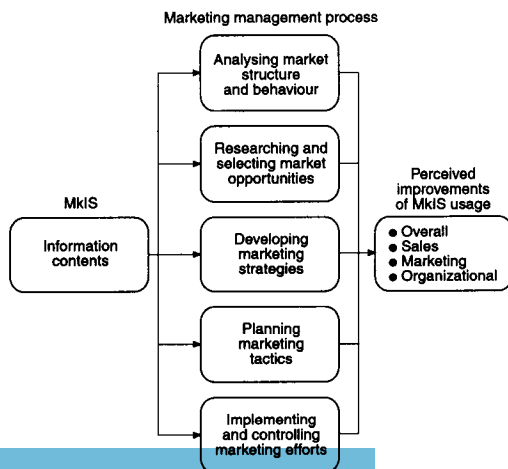 Marketing management process
Analysing market
structure
and behaviour
Researching and
selecting market
opportunities
MkIS
Information
contents
Developing
marketing
strategies
Perceived
improvements
of MkIS usage
● Overall
● Sales
● Marketing
● Organizational
Planning
marketing
tactics
Implementing
and controlling
marketing efforts